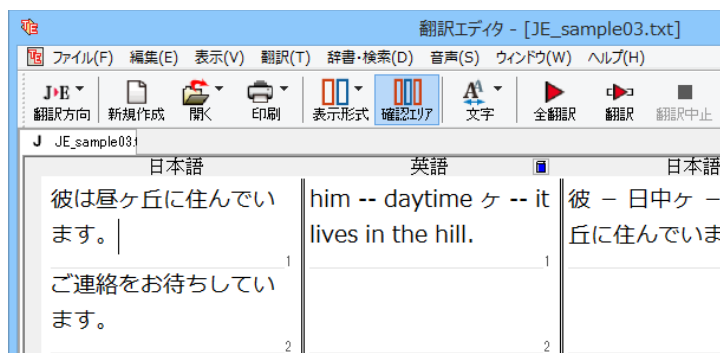 翻訳エディタ - [JE_sample03.txt]
ファイル(F) 編集(E) 表示(V) 翻訳(T) 辞書・検索(D) 音声(S) ウィンドウ(W) ヘルプ(H)
J▶E
翻訳方向 新規作成 開く 印刷 表示形式 確認エリア 文字 全翻訳 翻訳 翻訳中止
J JE_sample03.
日本語 英語 日本語
彼は昼ヶ丘に住んでい
ます。
1
ご連絡をお待ちしてい
ます。
2
him -- daytime ヶ -- it
lives in the hill.
1
2
彼 − 日中ヶ −
丘に住んでいま